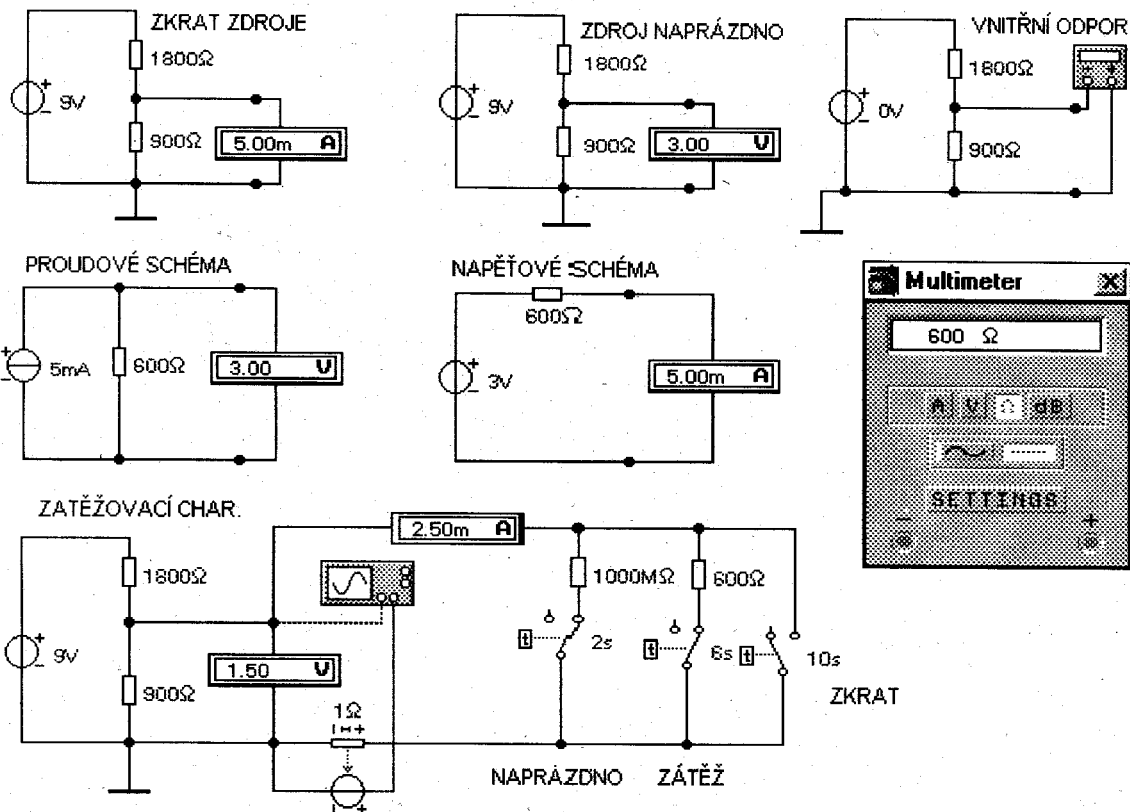 ZKRAT ZDROJE
1800Ω
9V
900Ω
5.00m A
ZDROJ NAPRÁZDNO
1800Ω
9V
900Ω
3.00 V
VNITŘNÍ ODPOR
1800Ω
0V
900Ω
PROUDOVÉ SCHÉMA
5mA
600Ω
3.00 V
NAPĚŤOVÉ SCHÉMA
600Ω
3V
5.00m A
Multimeter
600 Ω
A V Ω dB
SETTINGS
ZATĚŽOVACÍ CHAR.
2.50m A
1800Ω
1000MΩ
600Ω
t 2s
t 6s
t 10s
9V
1.50 V
900Ω
ZKRAT
1Ω
NAPRÁZDNO
ZÁTĚŽ